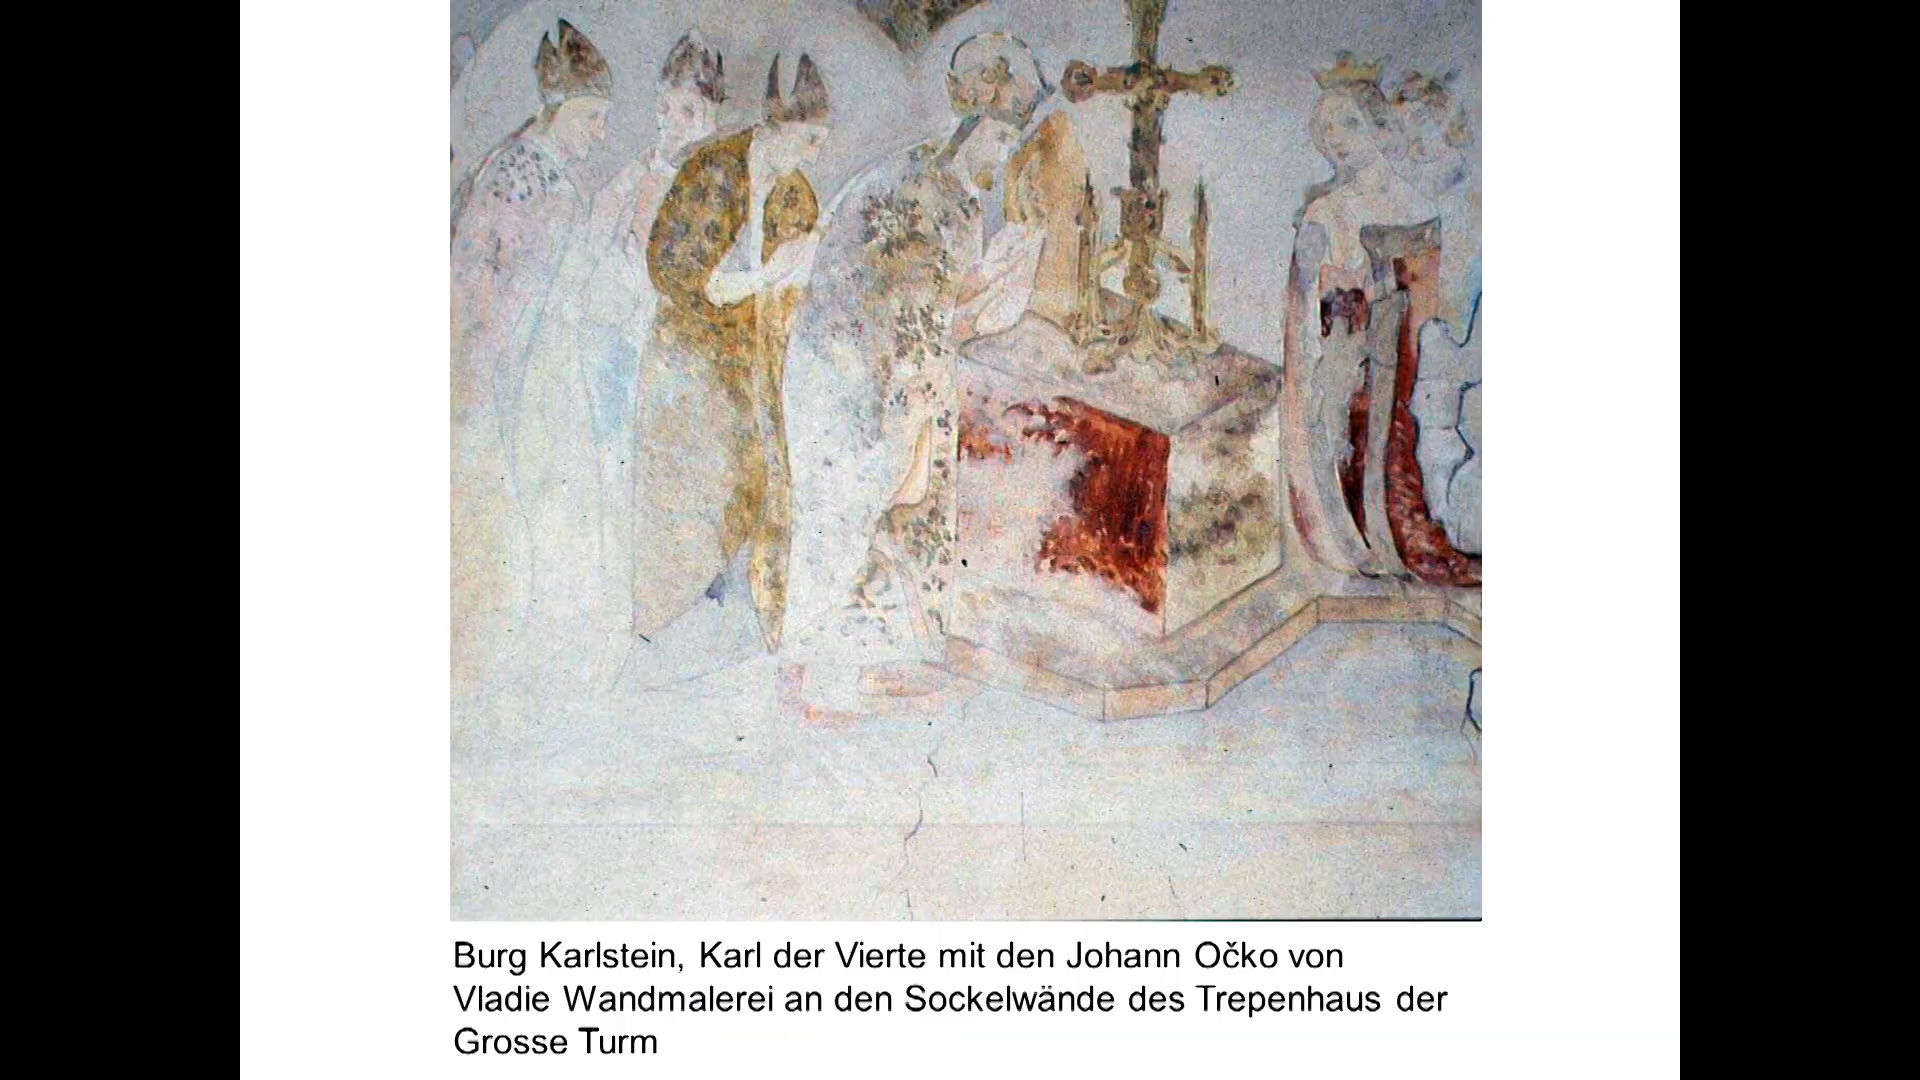 Burg Karlstein, Karl der Vierte mit den Johann Očko von
Vladie Wandmalerei an den Sockelwände des Trepenhaus der
Grosse Turm